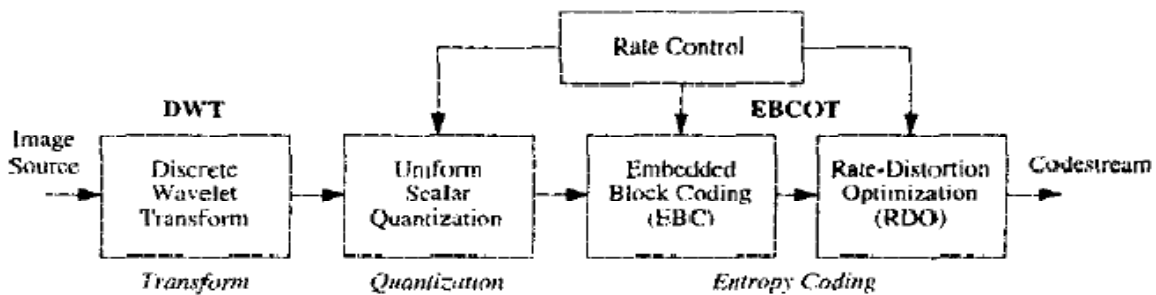 Rate Control
DWT
EBCOT
Image
Source
Discrete
Wavelet
Transform
Uniform
Scalar
Quantization
Embedded
Block Coding
(EBC)
Rate-Distortion
Optimization
(RDO)
Codestream
Transform
Quantization
Entropy Coding